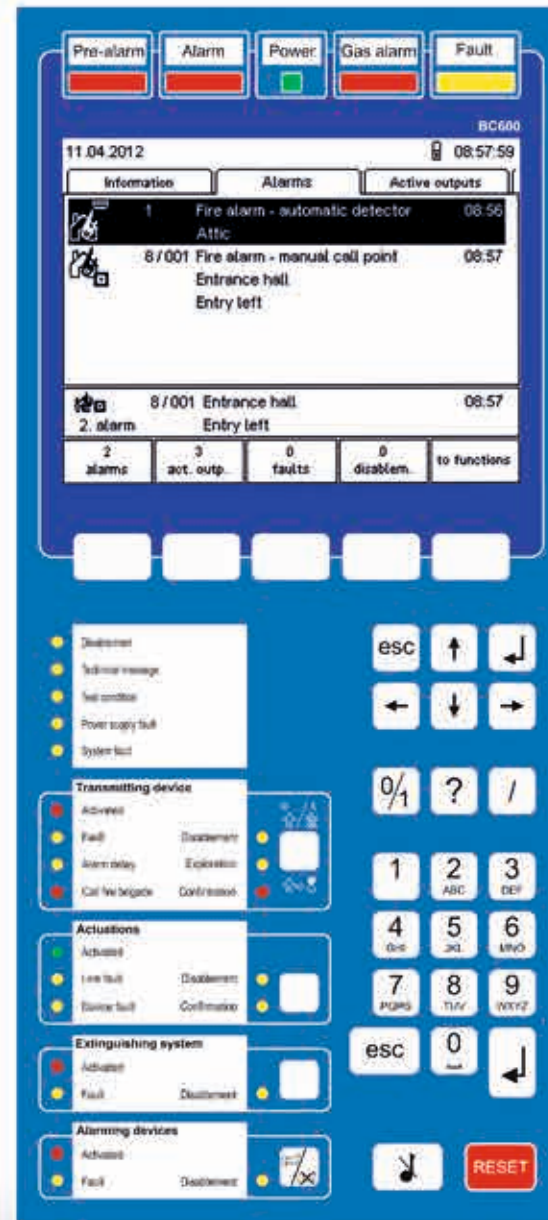 Pre-alarm Alarm Power Gas alarm Fault
BC600
11.04.2012 08:57:59
Information Alarms Active outputs
1 Fire alarm - automatic detector 08:56
Attic
8/001 Fire alarm - manual call point 08:57
Entrance hall
Entry left
8/001 Entrance hall 08:57
2. alarm Entry left
2 3 0 0 to functions
alarms act. outp. faults disablem.
Disablement
Technical message
Test condition
Power supply fault
System fault
Transmitting device
Activated
Fault Disablement
Alarm delay Exploration
Call fire brigade Confirmation
Actuations
Activated
Line fault Disablement
Device fault Confirmation
Extinguishing system
Activated
Fault Disablement
Alarming devices
Activated
Fault Disablement
esc
0/1 ? /
1 2 3
ABC DEF
4 5 6
GHI JKL MNO
7 8 9
PQRS TUV WXYZ
esc 0
RESET